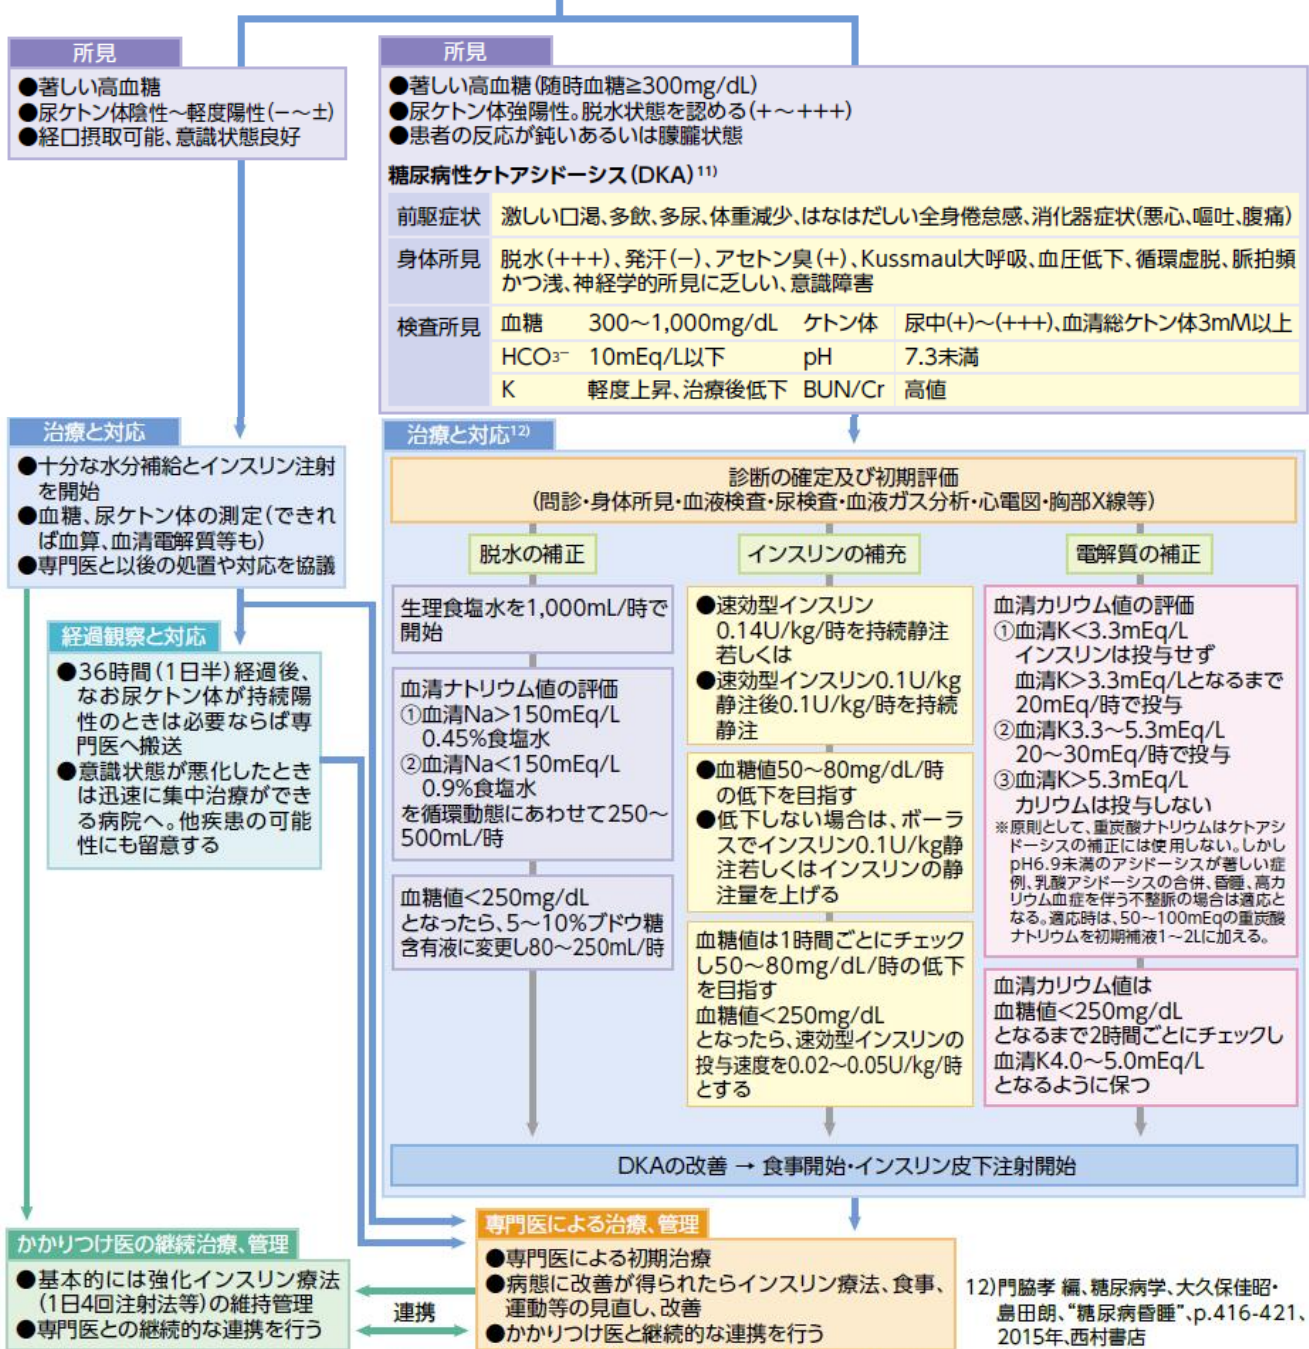 所見
●著しい高血糖
●尿ケトン体陰性～軽度陽性(－～±)
●経口摂取可能、意識状態良好
所見
●著しい高血糖(随時血糖≧300mg/dL)
●尿ケトン体強陽性。脱水状態を認める(+～+++)
●患者の反応が鈍いあるいは朦朧状態
糖尿病性ケトアシドーシス(DKA)11)
前駆症状 激しい口渇、多飲、多尿、体重減少、はなはだしい全身倦怠感、消化器症状(悪心、嘔吐、腹痛)
身体所見 脱水(+++)、発汗(－)、アセトン臭(+)、Kussmaul大呼吸、血圧低下、循環虚脱、脈拍頻
かつ浅、神経学的所見に乏しい、意識障害
検査所見 血糖 300～1,000mg/dL ケトン体 尿中(+)～(+++)、血清総ケトン体3mM以上
HCO3− 10mEq/L以下 pH 7.3未満
K 軽度上昇、治療後低下 BUN/Cr 高値
治療と対応
●十分な水分補給とインスリン注射
を開始
●血糖、尿ケトン体の測定(できれ
ば血算、血清電解質等も)
●専門医と以後の処置や対応を協議
経過観察と対応
●36時間(1日半)経過後、
なお尿ケトン体が持続陽
性のときは必要ならば専
門医へ搬送
●意識状態が悪化したとき
は迅速に集中治療ができ
る病院へ。他疾患の可能
性にも留意する
治療と対応12)
診断の確定及び初期評価
(問診・身体所見・血液検査・尿検査・血液ガス分析・心電図・胸部X線等)
脱水の補正
生理食塩水を1,000mL/時で
開始
血清ナトリウム値の評価
①血清Na>150mEq/L
0.45%食塩水
②血清Na<150mEq/L
0.9%食塩水
を循環動態にあわせて250～
500mL/時
血糖値<250mg/dL
となったら、5～10%ブドウ糖
含有液に変更し80～250mL/時
インスリンの補充
●速効型インスリン
0.14U/kg/時を持続静注
若しくは
●速効型インスリン0.1U/kg
静注後0.1U/kg/時を持続
静注
●血糖値50～80mg/dL/時
の低下を目指す
●低下しない場合は、ボーラ
スでインスリン0.1U/kg静
注若しくはインスリンの静
注量を上げる
血糖値は1時間ごとにチェック
し50～80mg/dL/時の低下
を目指す
血糖値<250mg/dL
となったら、速効型インスリンの
投与速度を0.02～0.05U/kg/時
とする
電解質の補正
血清カリウム値の評価
①血清K<3.3mEq/L
インスリンは投与せず
血清K>3.3mEq/Lとなるまで
20mEq/時で投与
②血清K3.3～5.3mEq/L
20～30mEq/時で投与
③血清K>5.3mEq/L
カリウムは投与しない
※原則として、重炭酸ナトリウムはケトアシ
ドーシスの補正には使用しない。しかし
pH6.9未満のアシドーシスが著しい症
例、乳酸アシドーシスの合併、昏睡、高カ
リウム血症を伴う不整脈の場合は適応と
なる。適応時は、50～100mEqの重炭酸
ナトリウムを初期補液1～2Lに加える。
血清カリウム値は
血糖値<250mg/dL
となるまで2時間ごとにチェックし
血清K4.0～5.0mEq/L
となるように保つ
DKAの改善 → 食事開始・インスリン皮下注射開始
かかりつけ医の継続治療、管理
●基本的には強化インスリン療法
(1日4回注射法等)の維持管理
●専門医との継続的な連携を行う
連携
専門医による治療、管理
●専門医による初期治療
●病態に改善が得られたらインスリン療法、食事、
運動等の見直し、改善
●かかりつけ医と継続的な連携を行う
12)門脇孝 編、糖尿病学、大久保佳昭・
島田朗、“糖尿病昏睡”、p.416-421、
2015年、西村書店